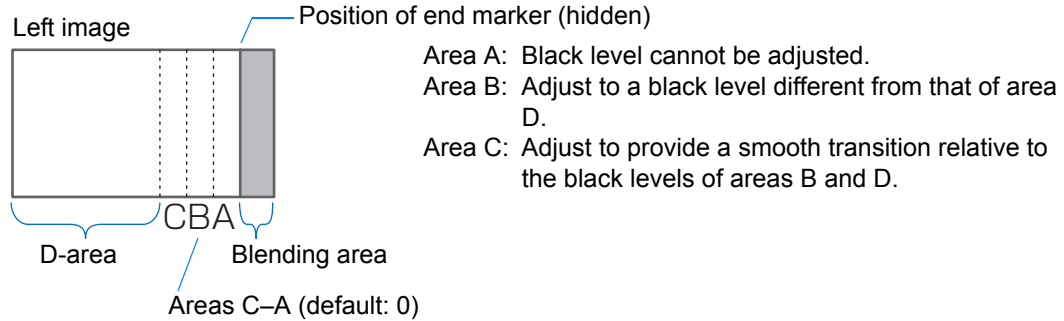 Position of end marker (hidden)
Left image
Area A: Black level cannot be adjusted.
Area B: Adjust to a black level different from that of area
D.
Area C: Adjust to provide a smooth transition relative to
the black levels of areas B and D.
CBA
D-area
Blending area
Areas C–A (default: 0)